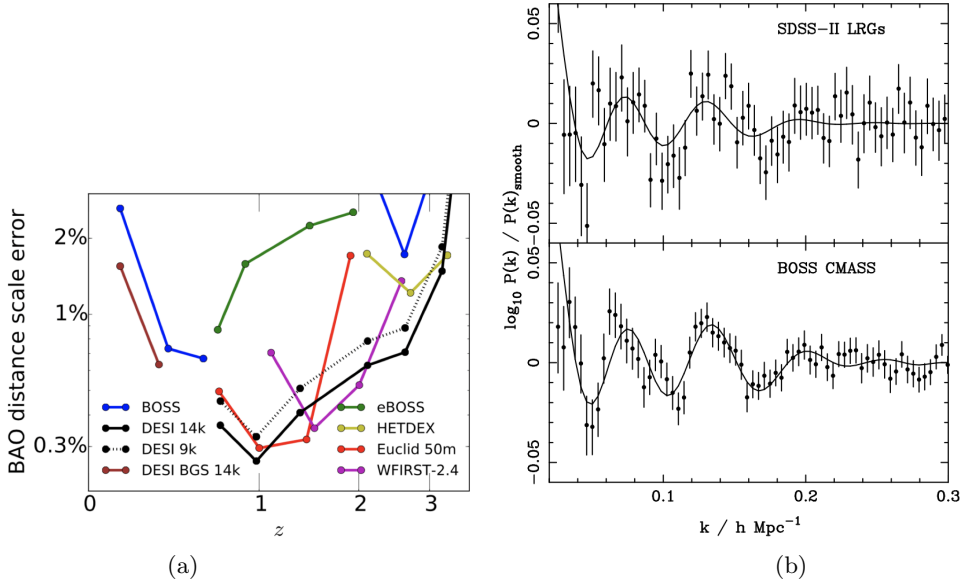 BAO distance scale error
2%
1%
0.3%
BOSS
DESI 14k
DESI 9k
DESI BGS 14k
eBOSS
HETDEX
Euclid 50m
WFIRST-2.4
0
1
2
3
z
(a)
log₁₀ P(k) / P(k)smooth
0.05
0
-0.05
SDSS-II LRGs
0.05
0
-0.05
BOSS CMASS
0.1
0.2
0.3
k / h Mpc⁻¹
(b)